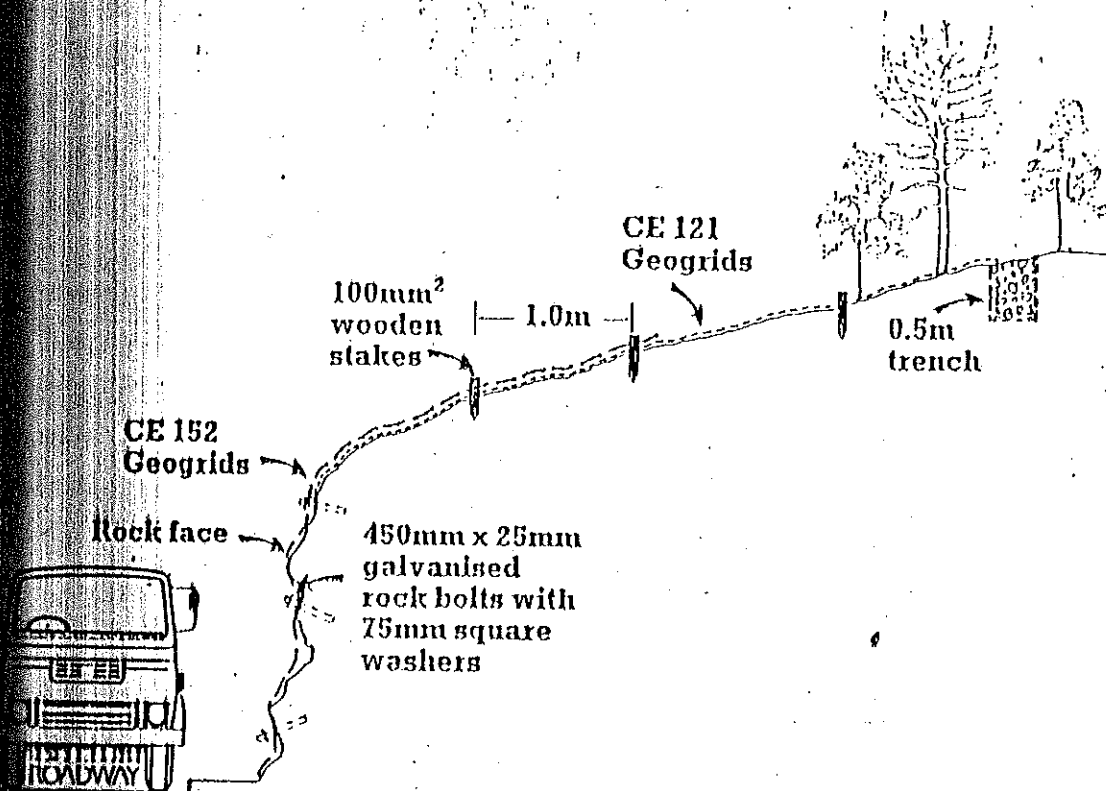 CE 121
Geogrids
100mm²
wooden
stakes
1.0m
0.5m
trench
CE 152
Geogrids
Rock face
450mm x 25mm
galvanised
rock bolts with
75mm square
washers
ROADWAY